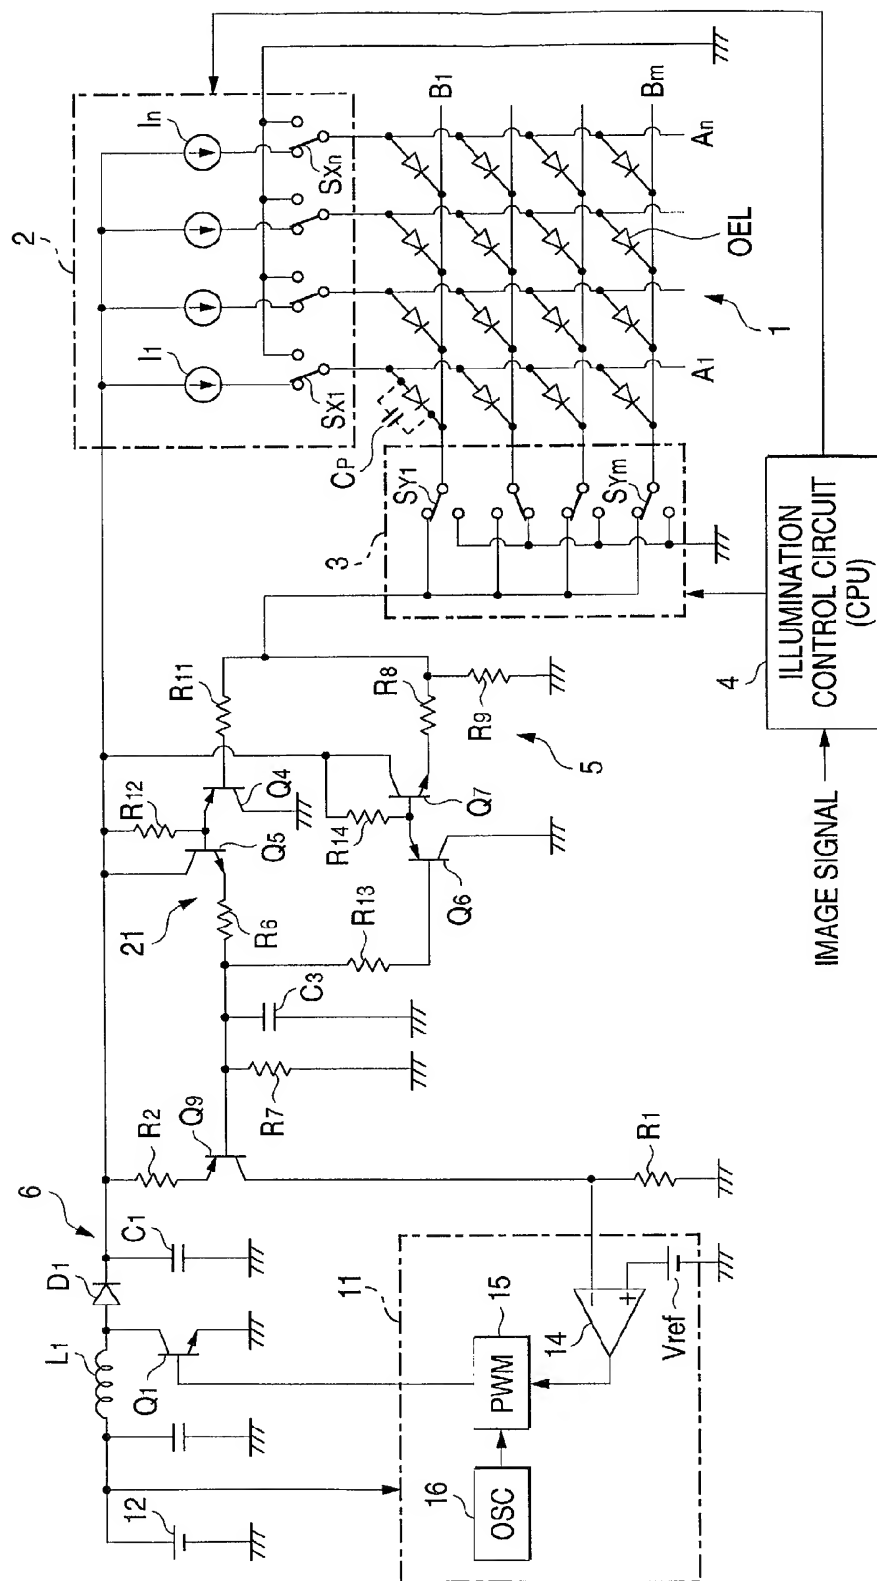 6
12
L1
D1
C1
Q1
11
16
OSC
15
PWM
14
Vref
R2
Q9
R1
R7
C3
21
R12
Q5
R6
Q4
R11
R14
R13
Q7
Q6
R8
R9
5
2
I1
In
SX1
SXn
CP
3
SY1
SYm
B1
Bm
A1
An
OEL
1
4
ILLUMINATION
CONTROL CIRCUIT
(CPU)
IMAGE SIGNAL